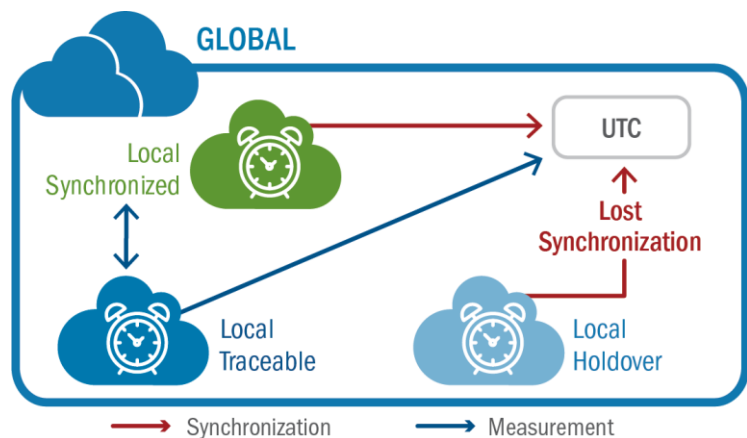 GLOBAL
UTC
Local
Synchronized
Lost
Synchronization
Local
Traceable
Local
Holdover
Synchronization
Measurement